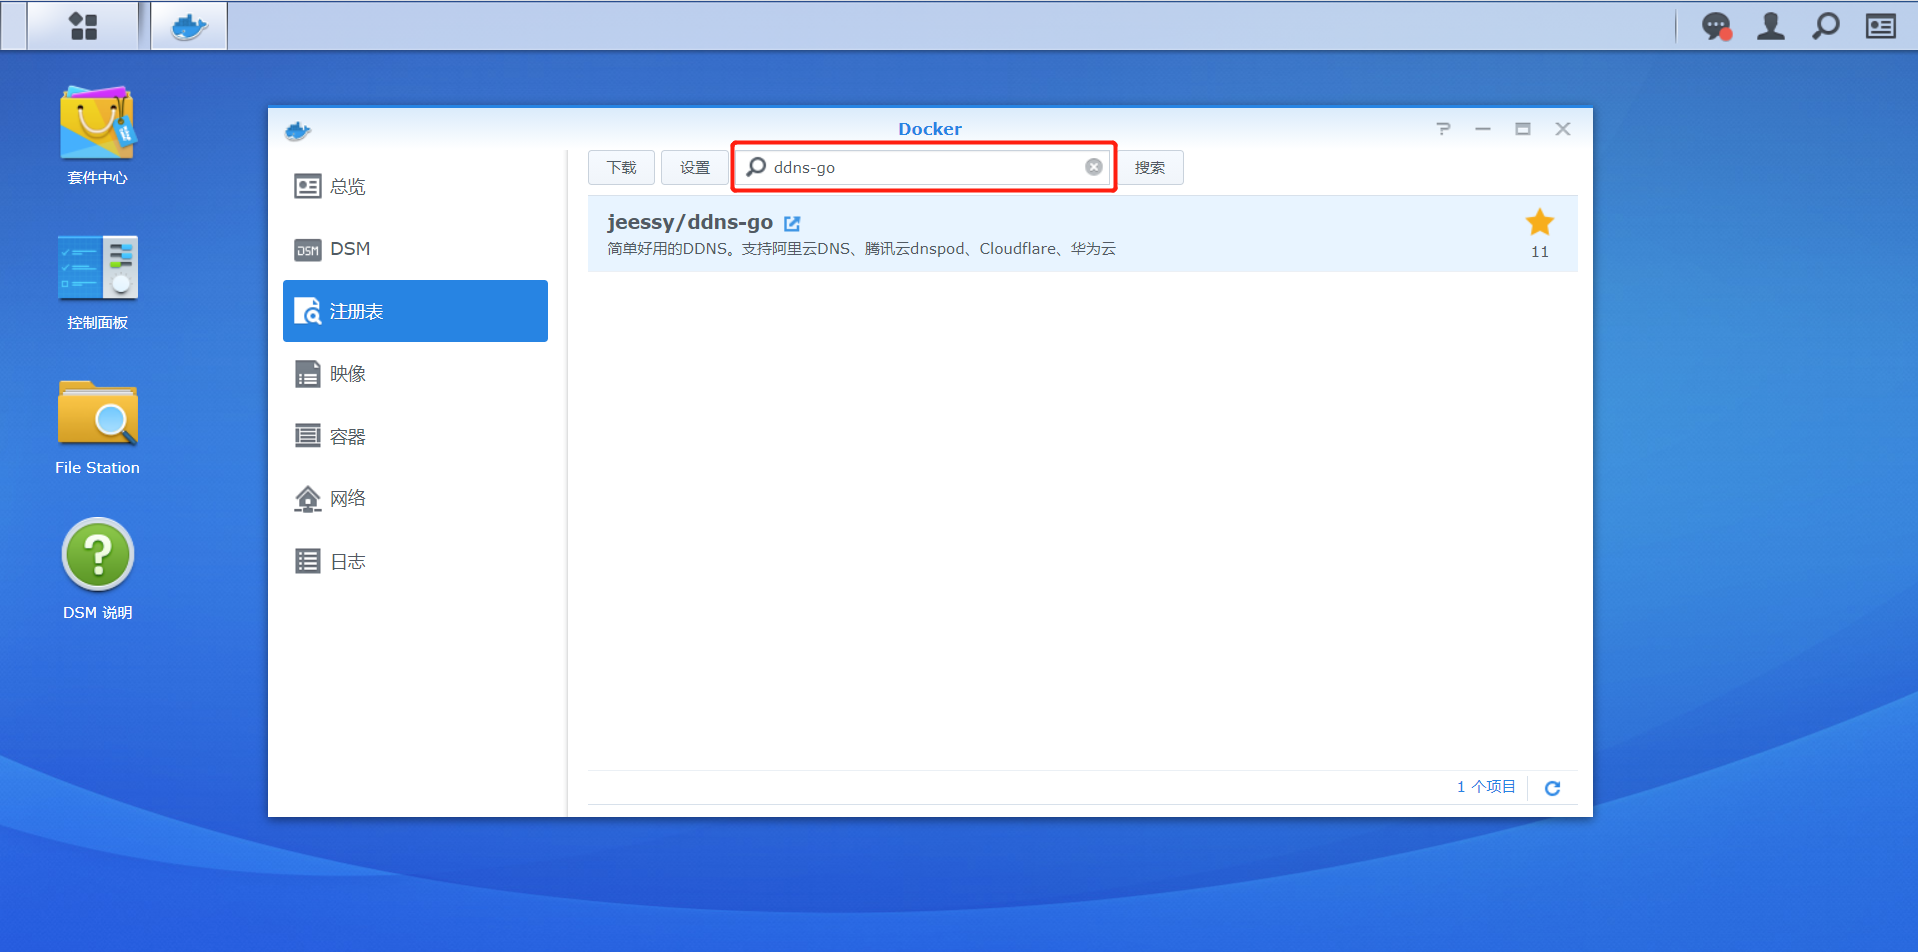 套件中心
控制面板
File Station
DSM 说明
Docker
总览
DSM
DSM
注册表
映像
容器
网络
日志
下载
设置
ddns-go
搜索
jeessy/ddns-go
简单好用的DDNS。支持阿里云DNS、腾讯云dnspod、Cloudflare、华为云
11
1 个项目